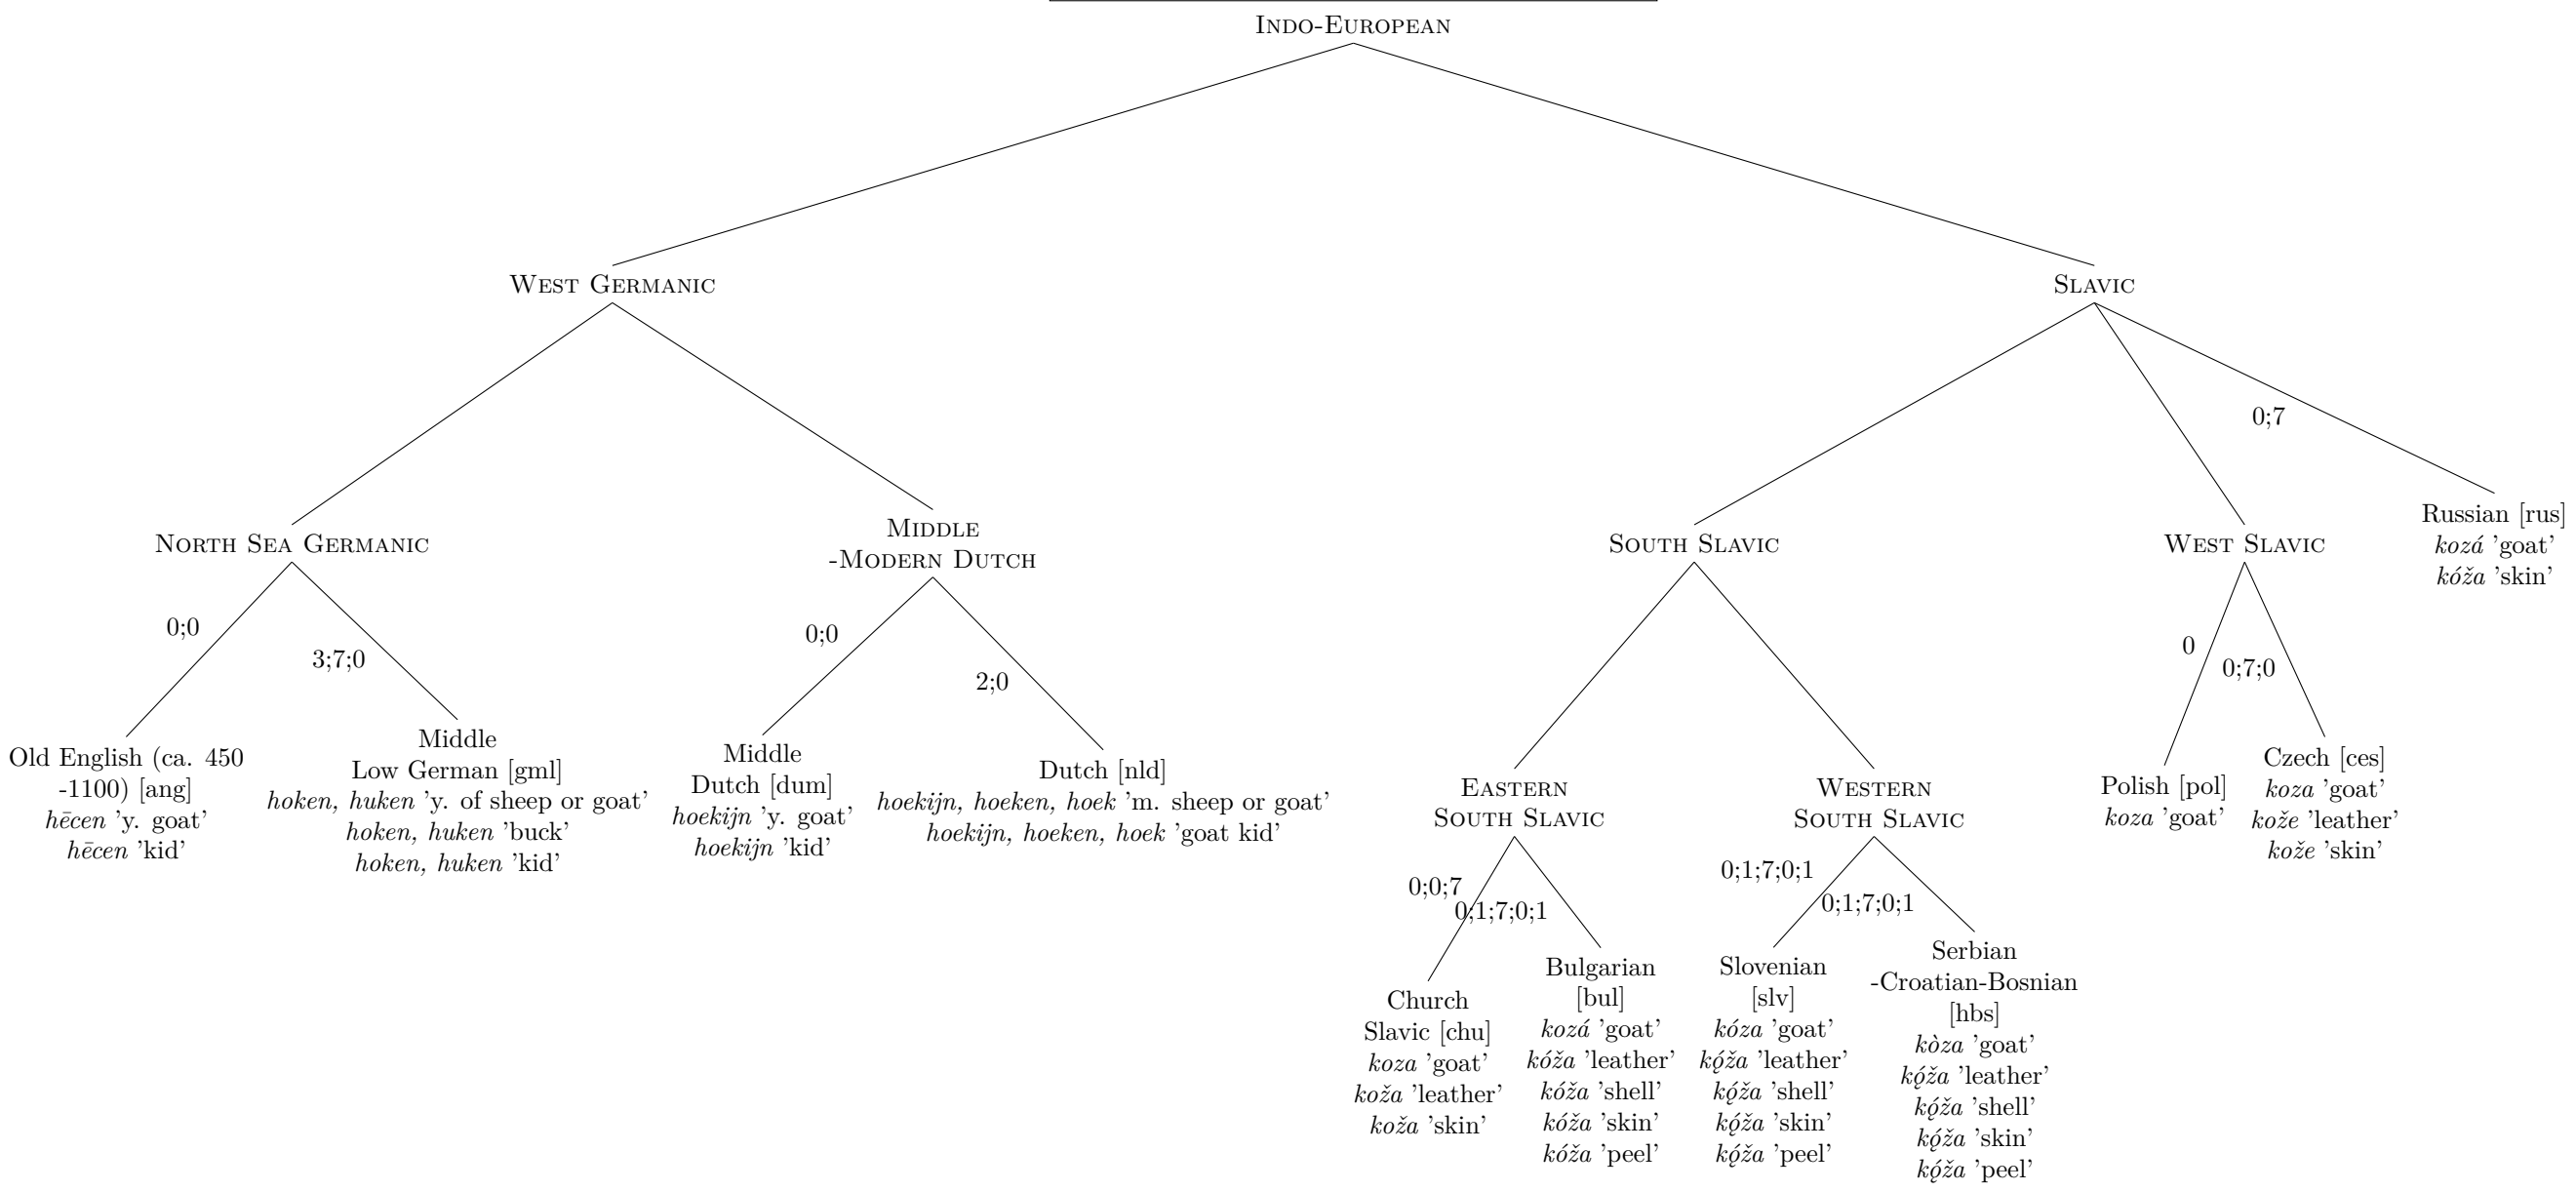 INDO-EUROPEAN
WEST GERMANIC
SLAVIC
0;7
NORTH SEA GERMANIC
MIDDLE
-MODERN DUTCH
SOUTH SLAVIC
WEST SLAVIC
Russian [rus]
kozá 'goat'
kóža 'skin'
0;0
3;7;0
0;0
2;0
0
0;7;0
Old English (ca. 450
-1100) [ang]
hēcen 'y. goat'
hēcen 'kid'
Middle
Low German [gml]
hoken, huken 'y. of sheep or goat'
hoken, huken 'buck'
hoken, huken 'kid'
Middle
Dutch [dum]
hoekijn 'y. goat'
hoekijn 'kid'
Dutch [nld]
hoekijn, hoeken, hoek 'm. sheep or goat'
hoekijn, hoeken, hoek 'goat kid'
EASTERN
SOUTH SLAVIC
WESTERN
SOUTH SLAVIC
Polish [pol]
koza 'goat'
Czech [ces]
koza 'goat'
kože 'leather'
kože 'skin'
0;0;7
0;1;7;0;1
0;1;7;0;1
0;1;7;0;1
Church
Slavic [chu]
koza 'goat'
koža 'leather'
koža 'skin'
Bulgarian
[bul]
kozá 'goat'
kóža 'leather'
kóža 'shell'
kóža 'skin'
kóža 'peel'
Slovenian
[slv]
kóza 'goat'
kǫ́ža 'leather'
kǫ́ža 'shell'
kǫ́ža 'skin'
kǫ́ža 'peel'
Serbian
-Croatian-Bosnian
[hbs]
kòza 'goat'
kǫ́ža 'leather'
kǫ́ža 'shell'
kǫ́ža 'skin'
kǫ́ža 'peel'